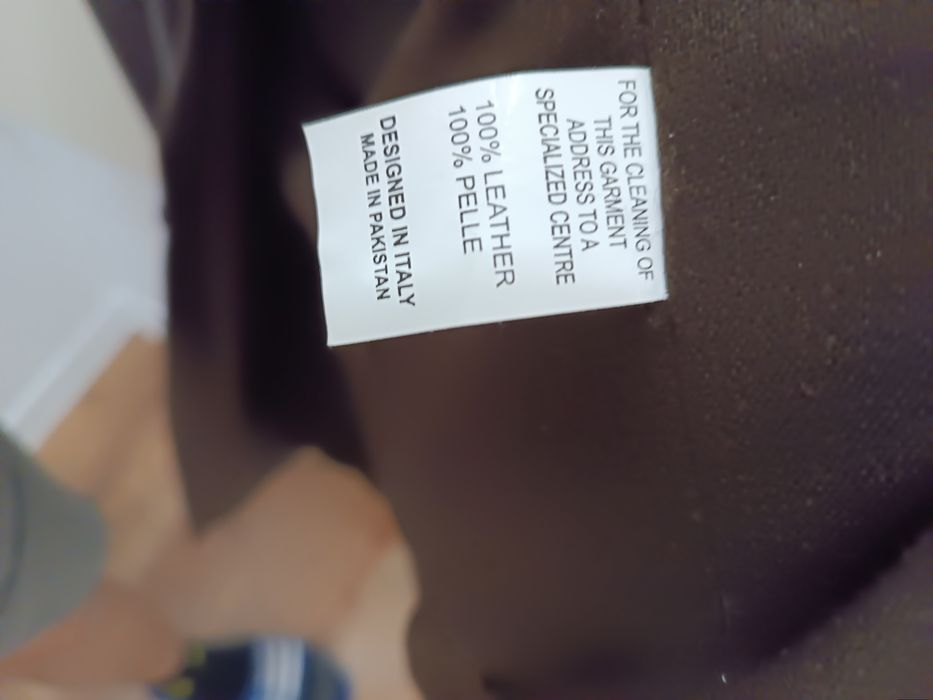 FOR THE CLEANING OF
THIS GARMENT
ADDRESS TO A
SPECIALIZED CENTRE
100% LEATHER
100% PELLE
DESIGNED IN ITALY
MADE IN PAKISTAN